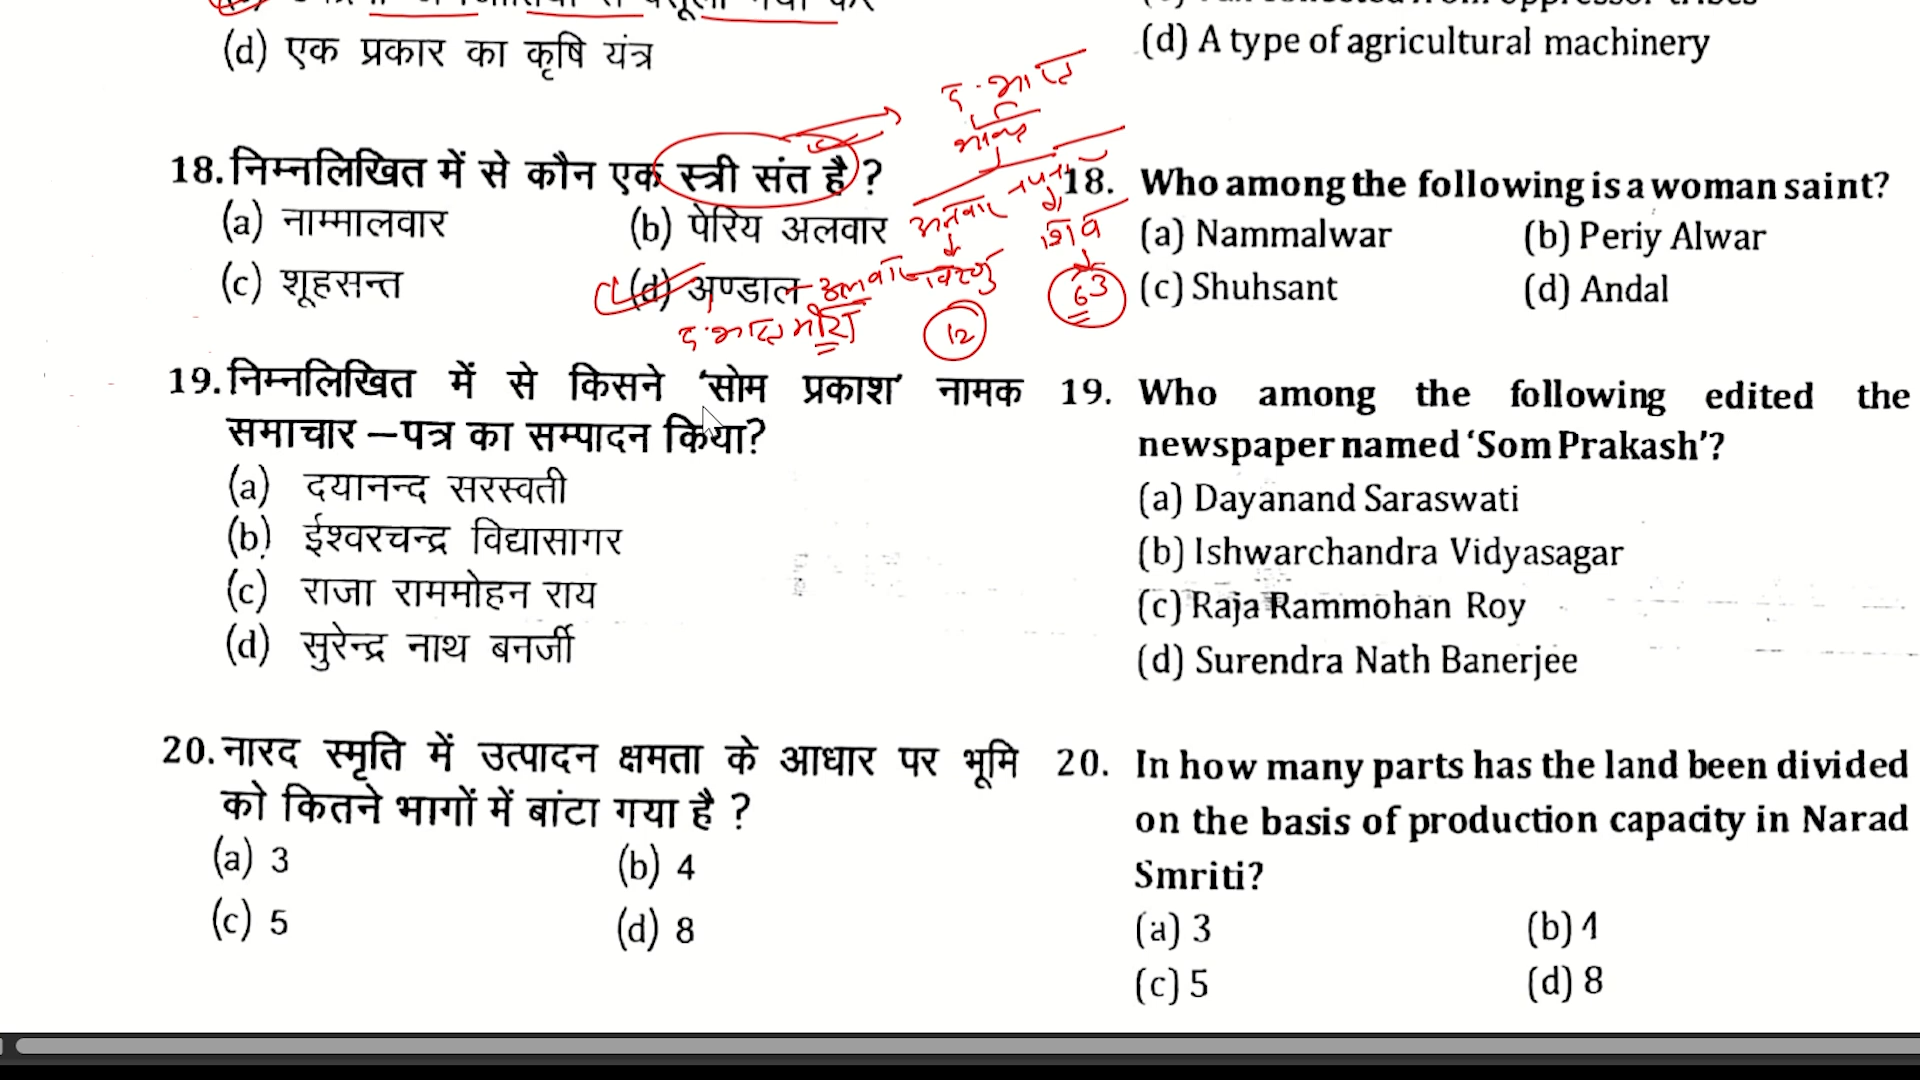 (d) एक प्रकार का कृषि यंत्र
18. निम्नलिखित में से कौन एक स्त्री संत है ?
(a) नाम्मालवार (b) पेरिय अलवार
(c) शूहसन्त (d) अण्डाल
द. भारत
शिव
63
12
19. निम्नलिखित में से किसने ‘सोम प्रकाश’ नामक
समाचार –पत्र का सम्पादन किया?
(a) दयानन्द सरस्वती
(b) ईश्वरचन्द्र विद्यासागर
(c) राजा राममोहन राय
(d) सुरेन्द्र नाथ बनर्जी
20. नारद स्मृति में उत्पादन क्षमता के आधार पर भूमि
को कितने भागों में बांटा गया है ?
(a) 3 (b) 4
(c) 5 (d) 8
(d) A type of agricultural machinery
18. Who among the following is a woman saint?
(a) Nammalwar (b) Periy Alwar
(c) Shuhsant (d) Andal
19. Who among the following edited the
newspaper named ‘Som Prakash’?
(a) Dayanand Saraswati
(b) Ishwarchandra Vidyasagar
(c) Raja Rammohan Roy
(d) Surendra Nath Banerjee
20. In how many parts has the land been divided
on the basis of production capacity in Narad
Smriti?
(a) 3 (b) 4
(c) 5 (d) 8